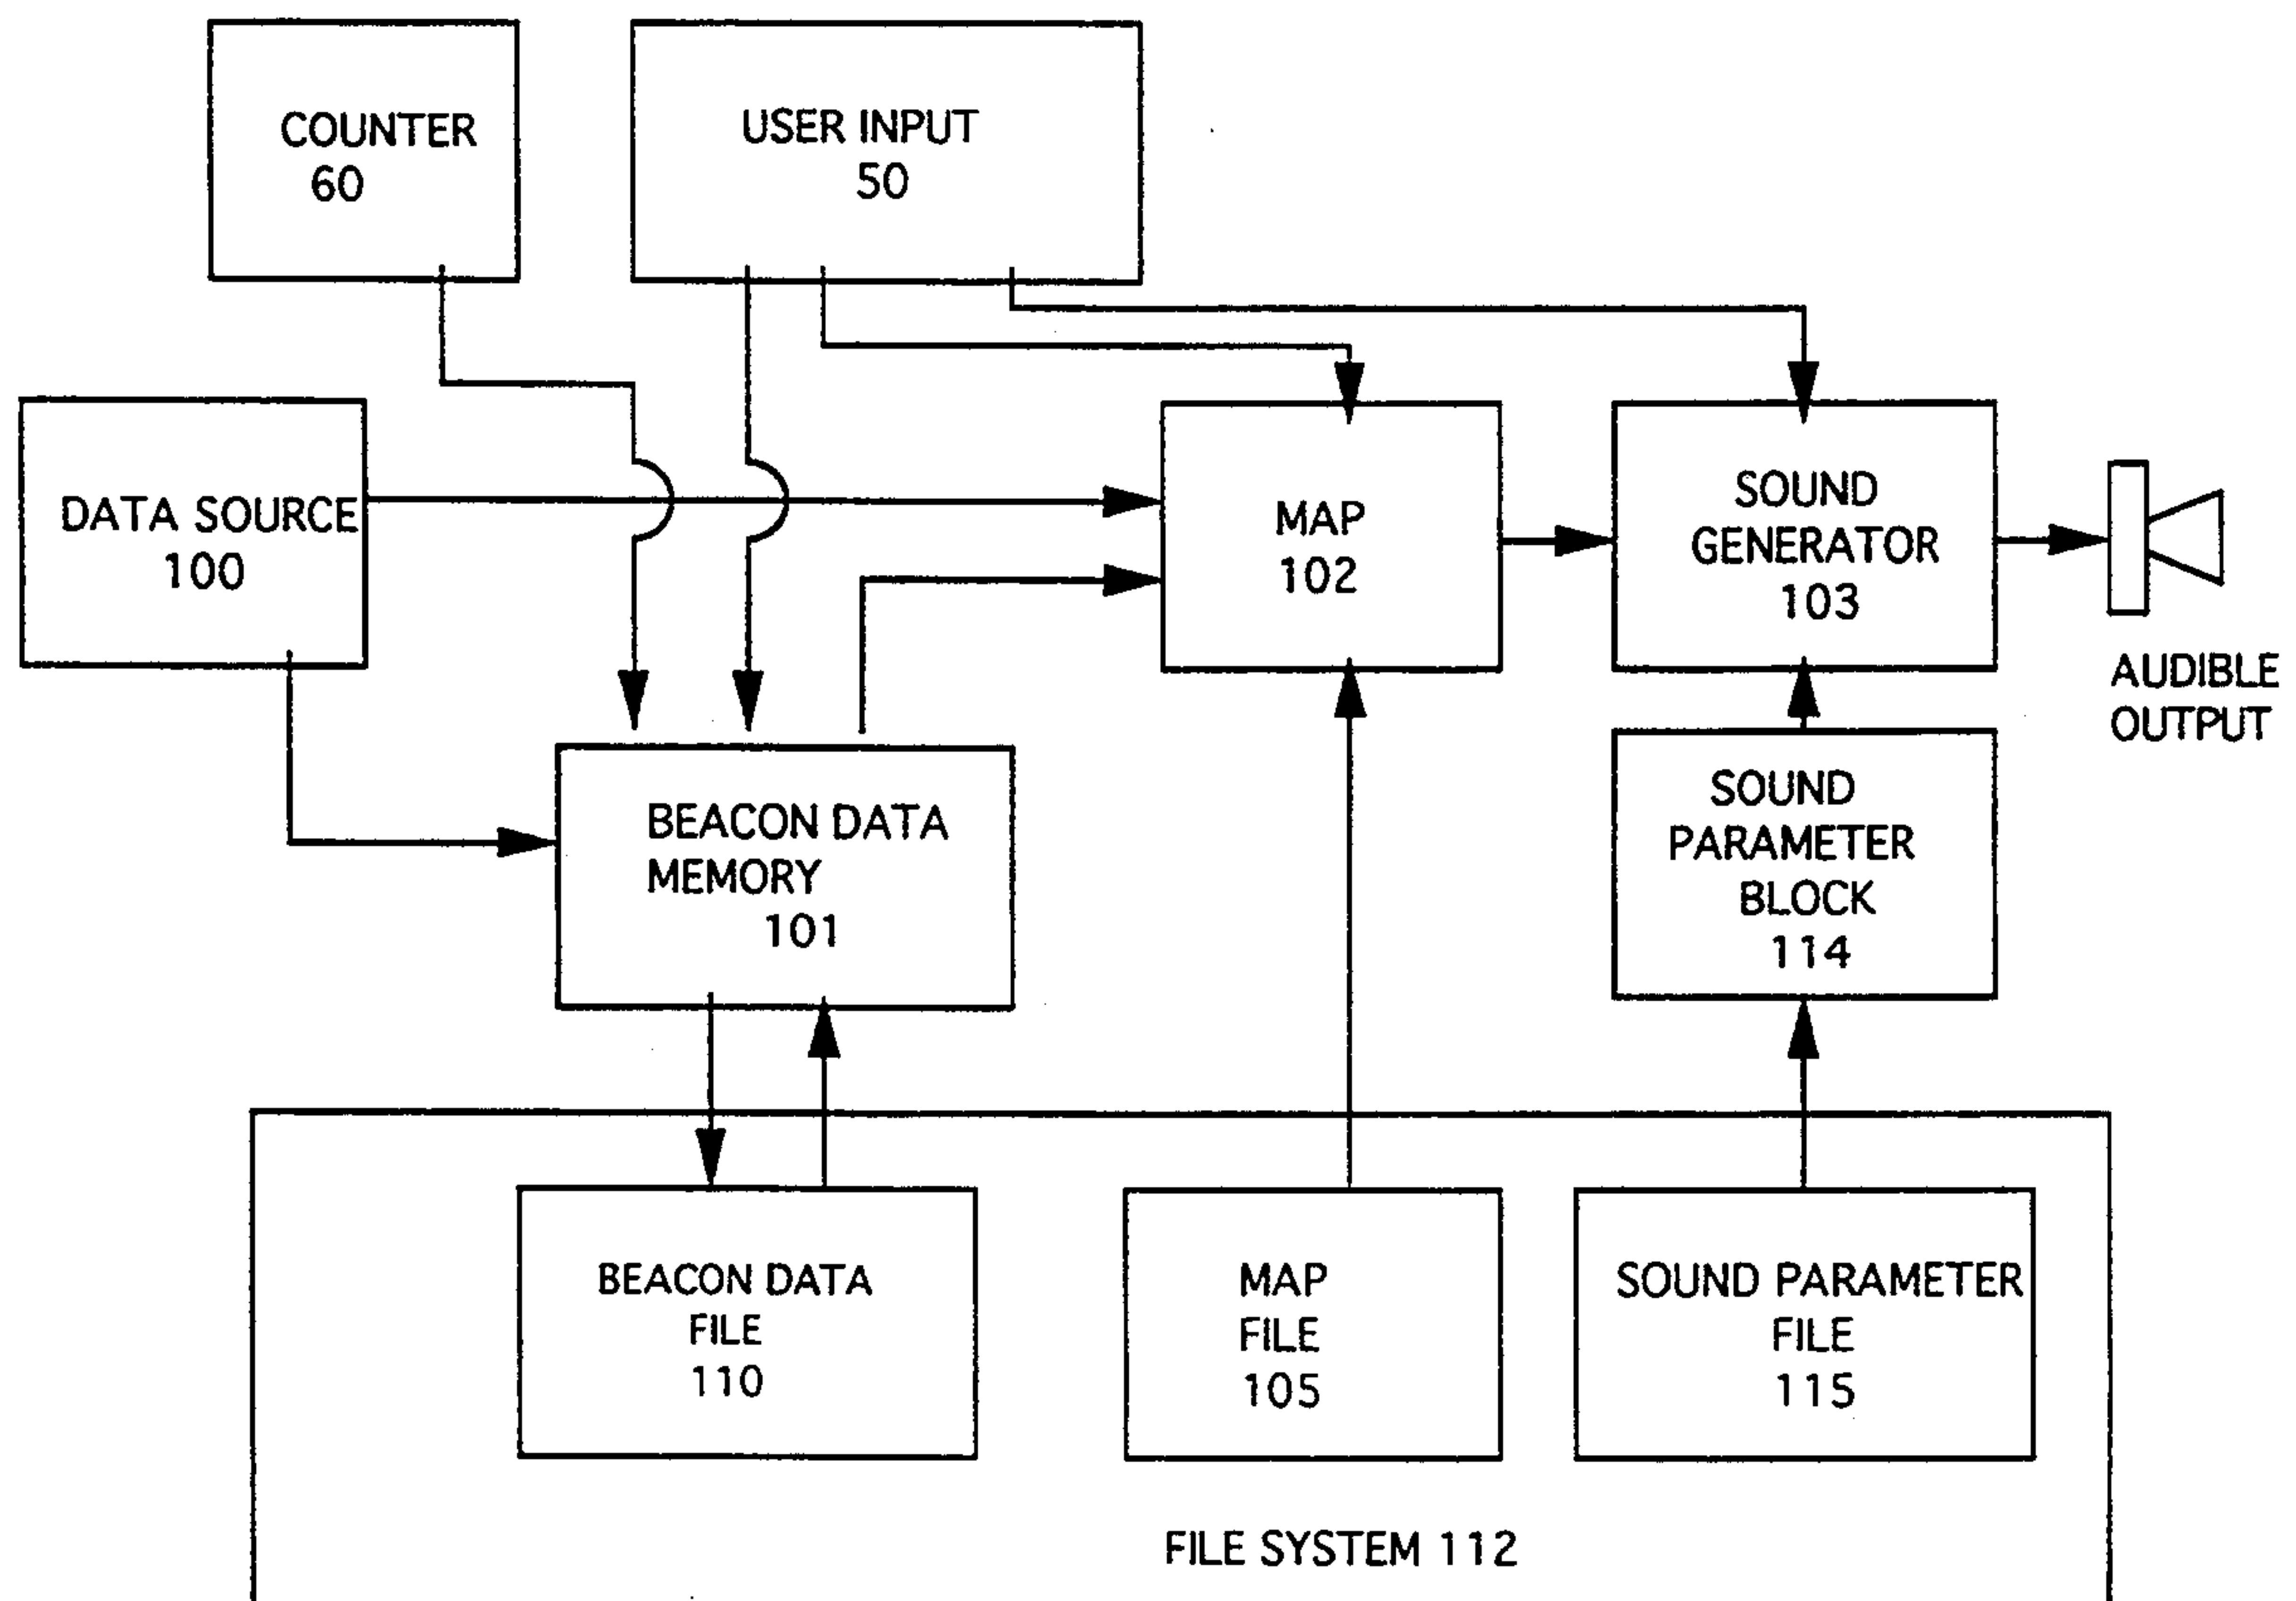 COUNTER
60
USER INPUT
50
DATA SOURCE
100
MAP
102
SOUND
GENERATOR
103
AUDIBLE
OUTPUT
BEACON DATA
MEMORY
101
SOUND
PARAMETER
BLOCK
114
BEACON DATA
FILE
110
MAP
FILE
105
SOUND PARAMETER
FILE
115
FILE SYSTEM 112